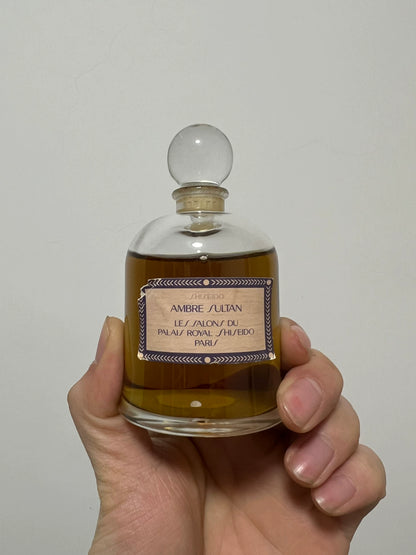 SHISEIDO
AMBRE SULTAN
LES SALONS DU
PALAIS ROYAL SHISEIDO
PARIS